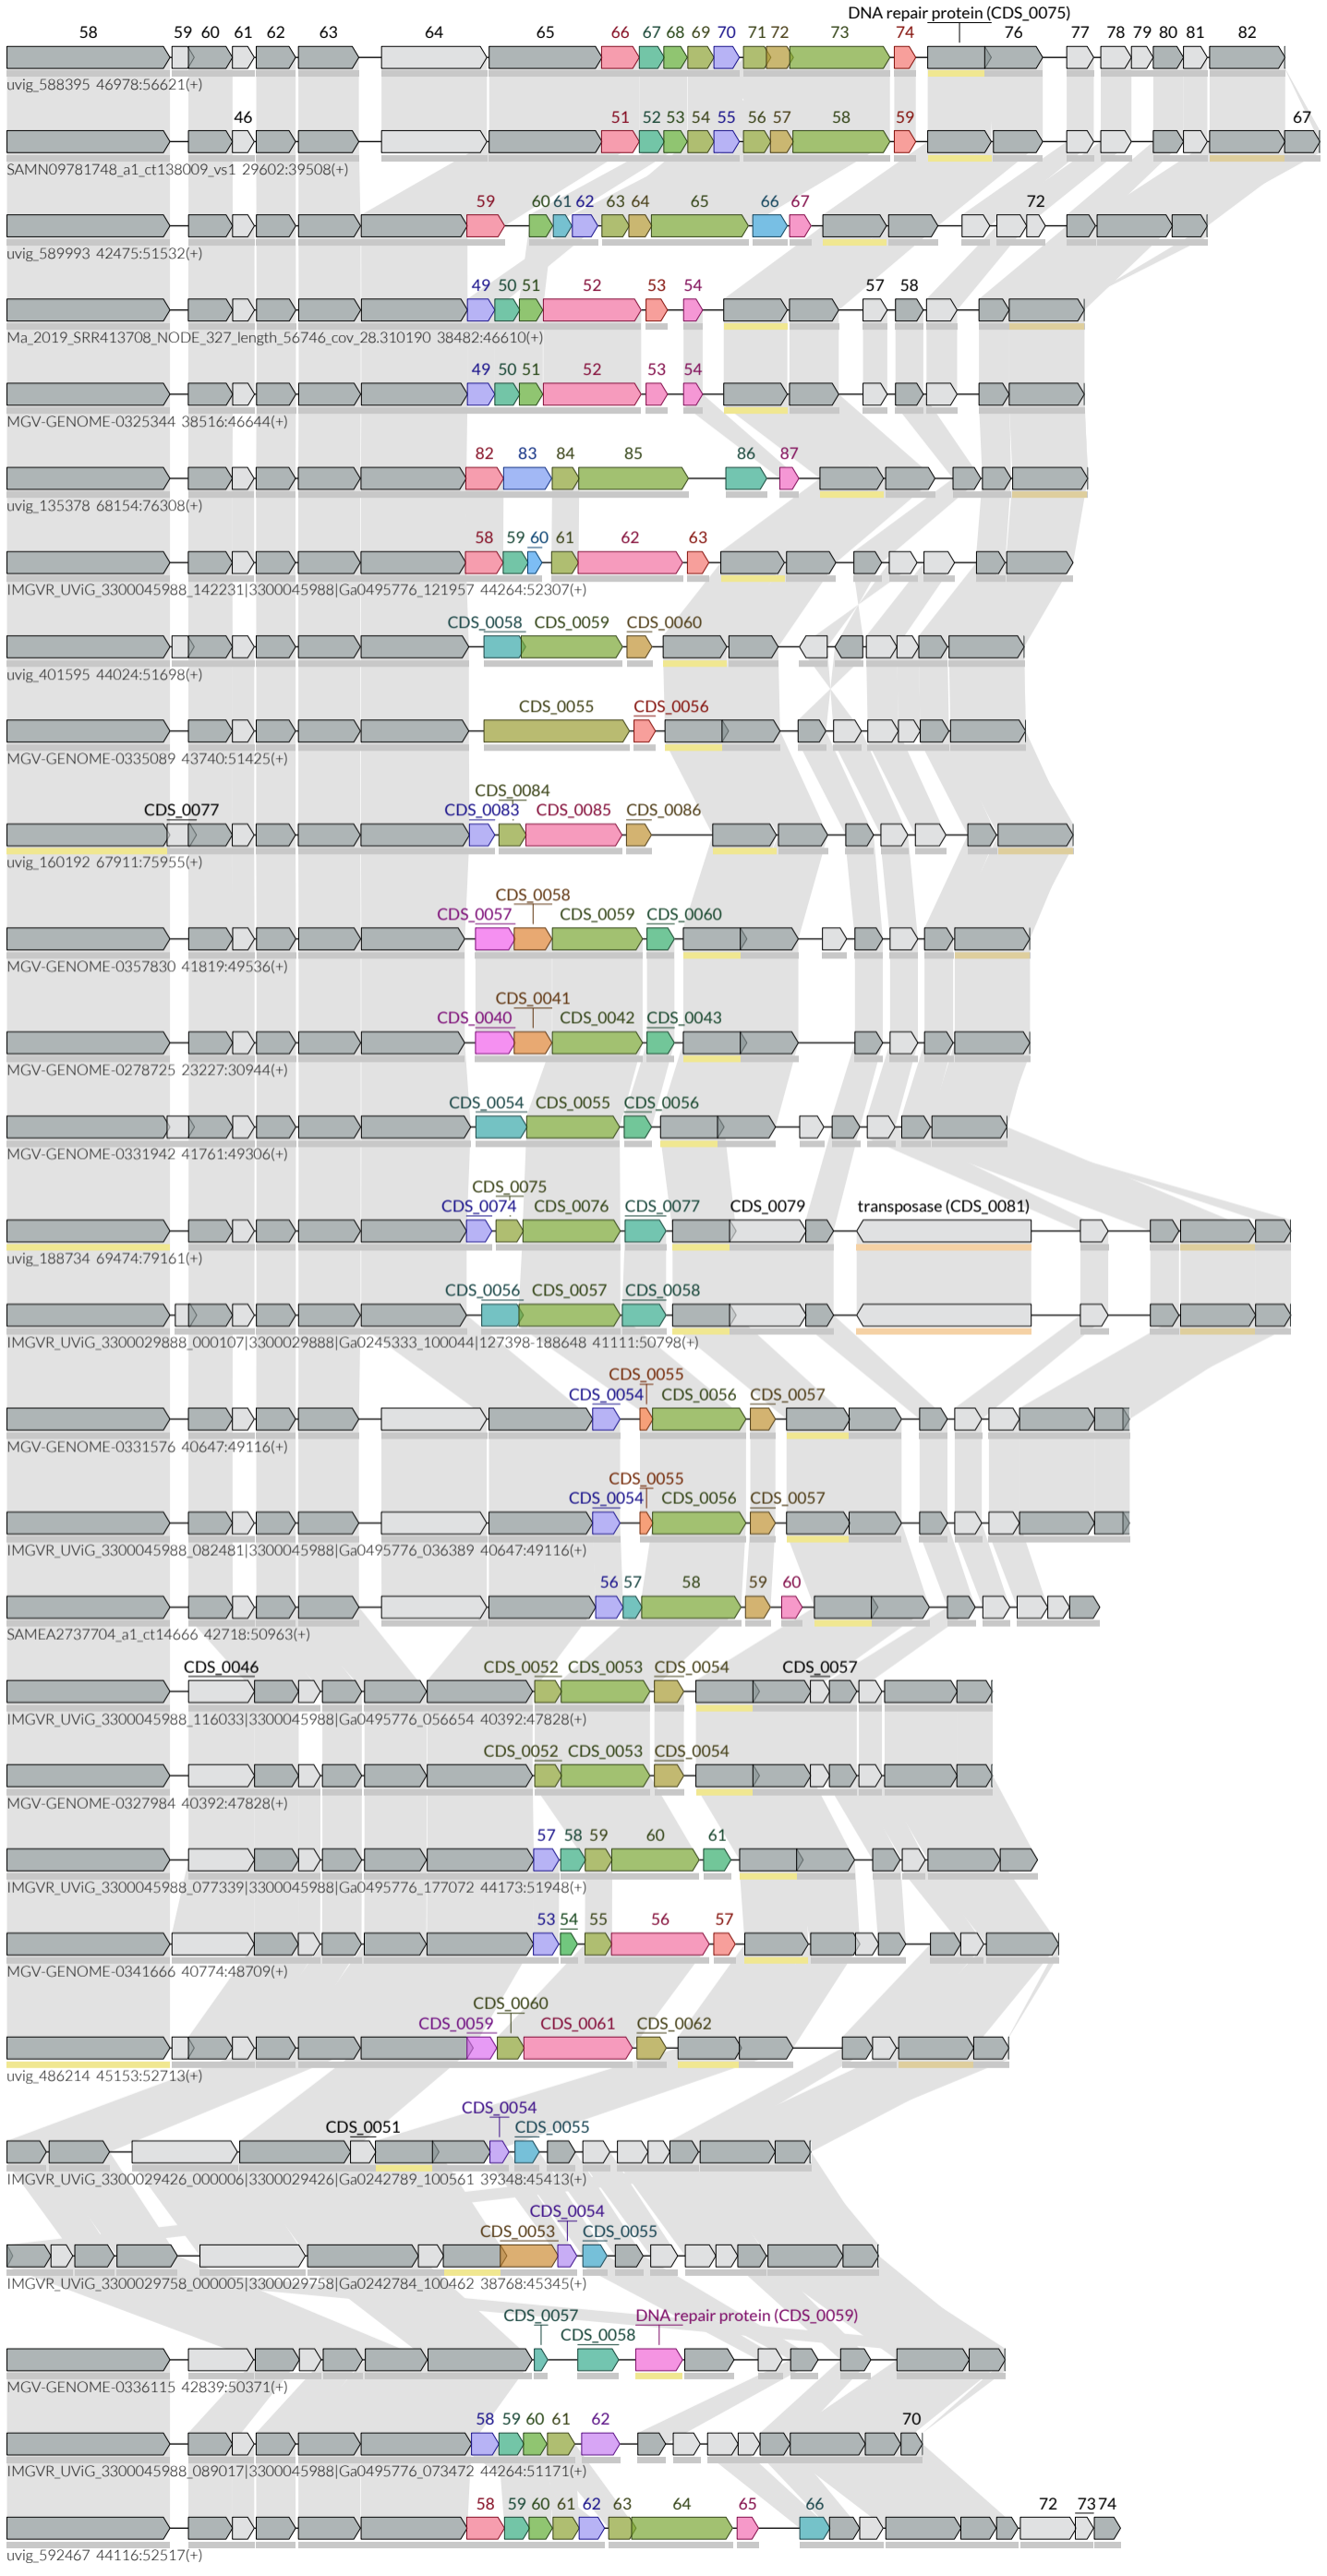 DNA repair protein (CDS_0075)
58 59 60 61 62 63 64 65 66 67 68 69 70 71 72 73 74 76 77 78 79 80 81 82
uvig_588395 46978:56621(+)
46 51 52 53 54 55 56 57 58 59 67
SAMN09781748_a1_ct138009_vs1 29602:39508(+)
59 60 61 62 63 64 65 66 67 72
uvig_589993 42475:51532(+)
49 50 51 52 53 54 57 58
Ma_2019_SRR413708_NODE_327_length_56746_cov_28.310190 38482:46610(+)
49 50 51 52 53 54
MGV-GENOME-0325344 38516:46644(+)
82 83 84 85 86 87
uvig_135378 68154:76308(+)
58 59 60 61 62 63
IMGVR_UViG_3300045988_142231|3300045988|Ga0495776_121957 44264:52307(+)
CDS_0058 CDS_0059 CDS_0060
uvig_401595 44024:51698(+)
CDS_0055 CDS_0056
MGV-GENOME-0335089 43740:51425(+)
CDS_0084
CDS_0077 CDS_0083 CDS_0085 CDS_0086
uvig_160192 67911:75955(+)
CDS_0058
CDS_0057 CDS_0059 CDS_0060
MGV-GENOME-0357830 41819:49536(+)
CDS_0041
CDS_0040 CDS_0042 CDS_0043
MGV-GENOME-0278725 23227:30944(+)
CDS_0054 CDS_0055 CDS_0056
MGV-GENOME-0331942 41761:49306(+)
CDS_0075
CDS_0074 CDS_0076 CDS_0077 CDS_0079 transposase (CDS_0081)
uvig_188734 69474:79161(+)
CDS_0056 CDS_0057 CDS_0058
IMGVR_UViG_3300029888_000107|3300029888|Ga0245333_100044|127398-188648 41111:50798(+)
CDS_0055
CDS_0054 CDS_0056 CDS_0057
MGV-GENOME-0331576 40647:49116(+)
CDS_0055
CDS_0054 CDS_0056 CDS_0057
IMGVR_UViG_3300045988_082481|3300045988|Ga0495776_036389 40647:49116(+)
56 57 58 59 60
SAMEA2737704_a1_ct14666 42718:50963(+)
CDS_0046 CDS_0052 CDS_0053 CDS_0054 CDS_0057
IMGVR_UViG_3300045988_116033|3300045988|Ga0495776_056654 40392:47828(+)
CDS_0052 CDS_0053 CDS_0054
MGV-GENOME-0327984 40392:47828(+)
57 58 59 60 61
IMGVR_UViG_3300045988_077339|3300045988|Ga0495776_177072 44173:51948(+)
53 54 55 56 57
MGV-GENOME-0341666 40774:48709(+)
CDS_0060
CDS_0059 CDS_0061 CDS_0062
uvig_486214 45153:52713(+)
CDS_0054
CDS_0051 CDS_0055
IMGVR_UViG_3300029426_000006|3300029426|Ga0242789_100561 39348:45413(+)
CDS_0054
CDS_0053 CDS_0055
IMGVR_UViG_3300029758_000005|3300029758|Ga0242784_100462 38768:45345(+)
CDS_0057 DNA repair protein (CDS_0059)
CDS_0058
MGV-GENOME-0336115 42839:50371(+)
58 59 60 61 62 70
IMGVR_UViG_3300045988_089017|3300045988|Ga0495776_073472 44264:51171(+)
58 59 60 61 62 63 64 65 66 72 73 74
uvig_592467 44116:52517(+)